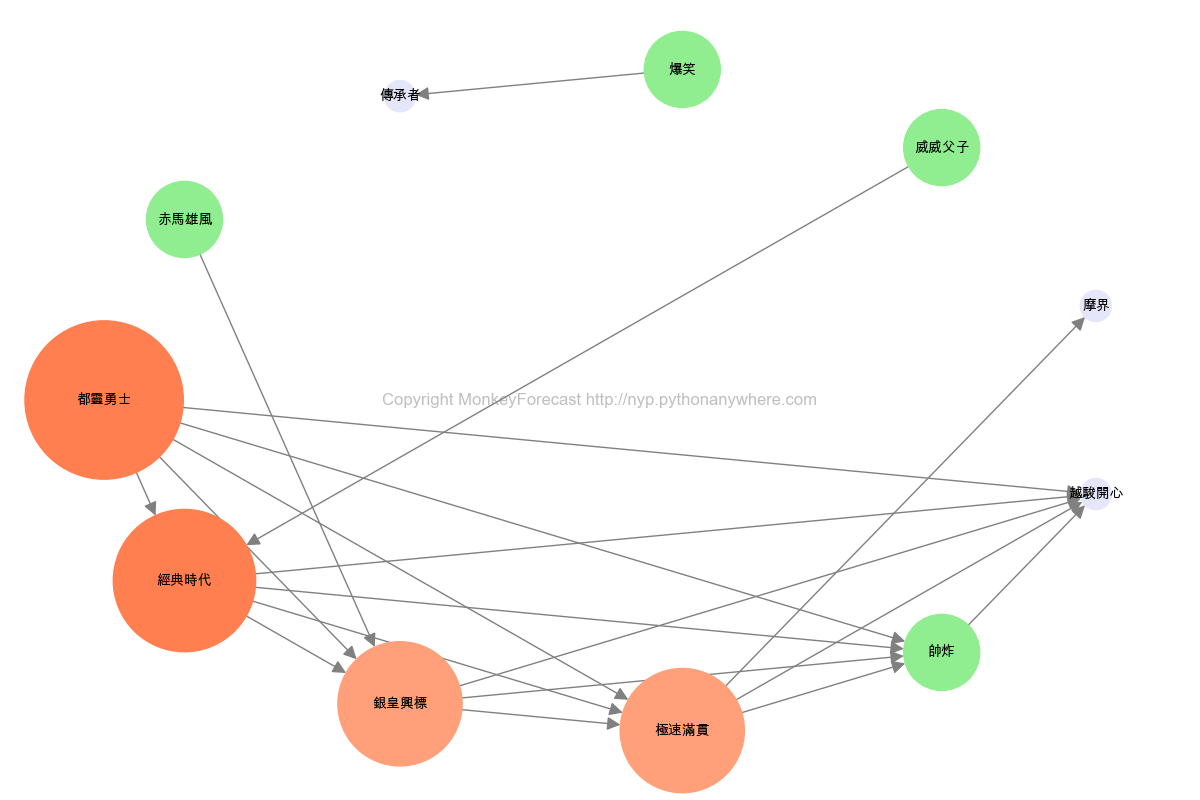 爆笑
傳承者
威威父子
赤馬雄風
摩界
都靈勇士
Copyright MonkeyForecast http://nyp.pythonanywhere.com
越駿開心
經典時代
帥炸
銀皇興標
極速滿貫